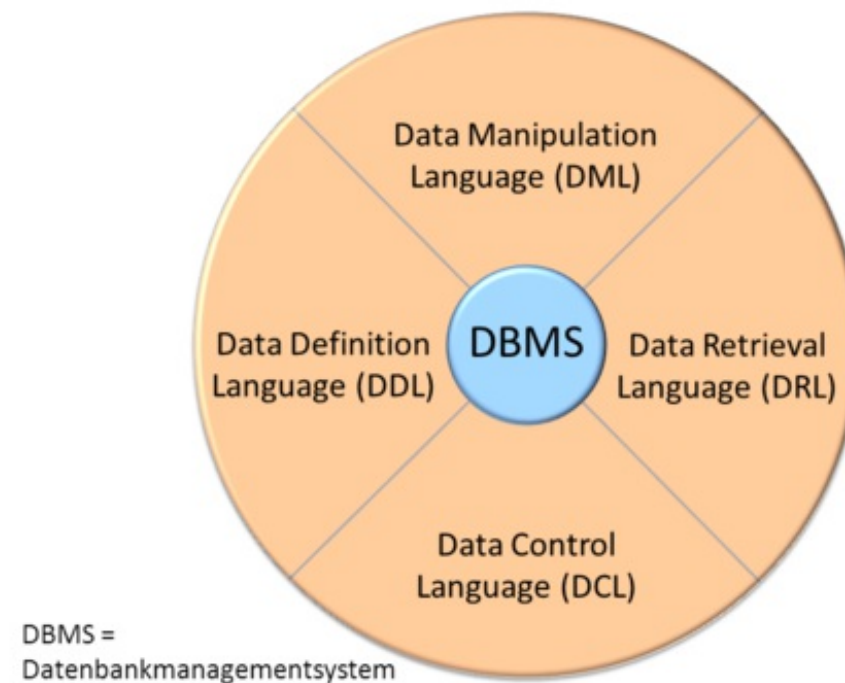 Data Manipulation
Language (DML)
Data Definition
Language (DDL)
DBMS
Data Retrieval
Language (DRL)
Data Control
Language (DCL)
DBMS =
Datenbankmanagementsystem